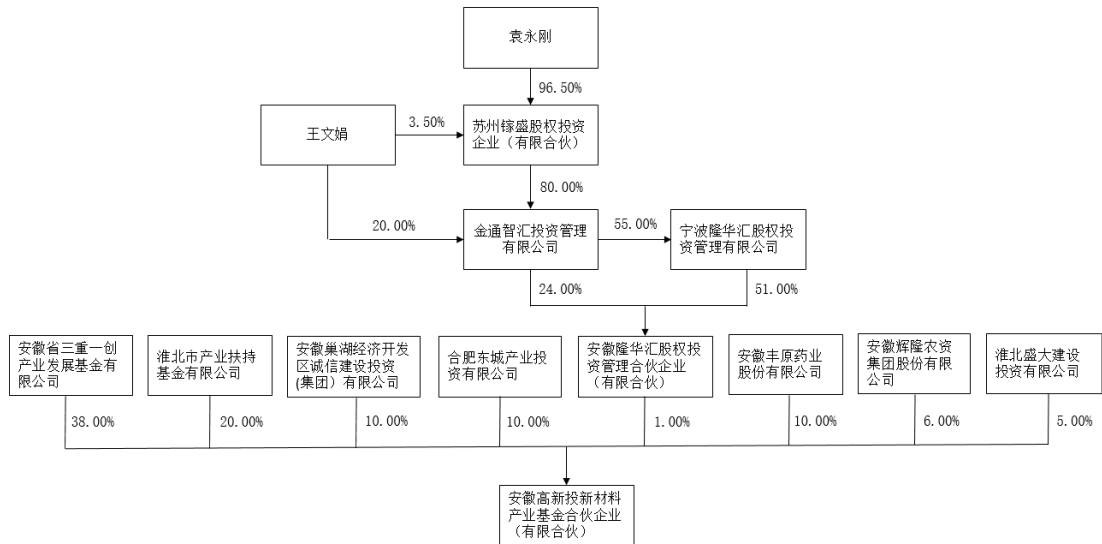 袁永刚
96.50%
王文娟
3.50%
苏州镓盛股权投资
企业（有限合伙）
80.00%
20.00%
金通智汇投资管理
有限公司
55.00%
宁波隆华汇股权投
资管理有限公司
24.00%
51.00%
安徽省三重一创
产业发展基金有
限公司
淮北市产业扶持
基金有限公司
安徽巢湖经济开发
区诚信建设投资
(集团）有限公司
合肥东城产业投
资有限公司
安徽隆华汇股权投
资管理合伙企业
（有限合伙）
安徽丰原药业
股份有限公司
安徽辉隆农资
集团股份有限
公司
淮北盛大建设
投资有限公司
38.00%
20.00%
10.00%
10.00%
1.00%
10.00%
6.00%
5.00%
安徽高新投新材料
产业基金合伙企业
（有限合伙）